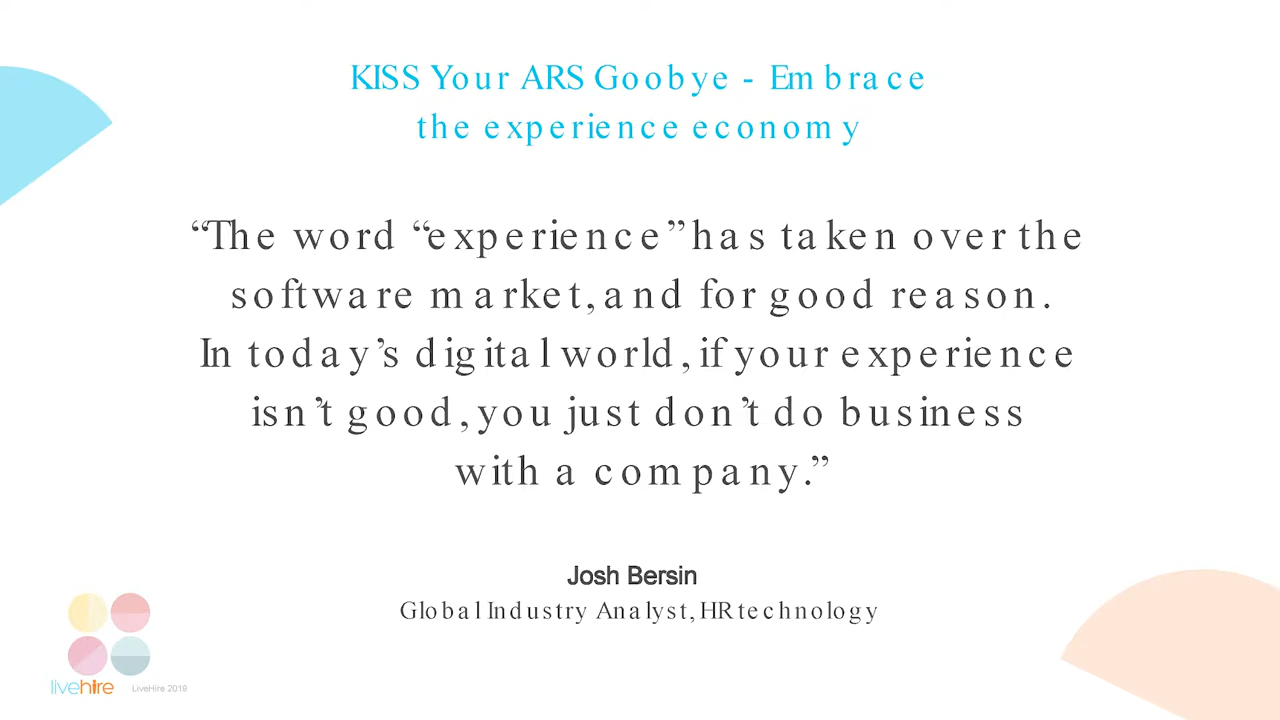 KISS Your ARS Goobye - Embrace
the experience economy
“The word “experience” has taken over the
software market, and for good reason.
In today’s digital world, if your experience
isn’t good, you just don’t do business
with a company.”
Josh Bersin
Global Industry Analyst, HR technology
livehire LiveHire 2019